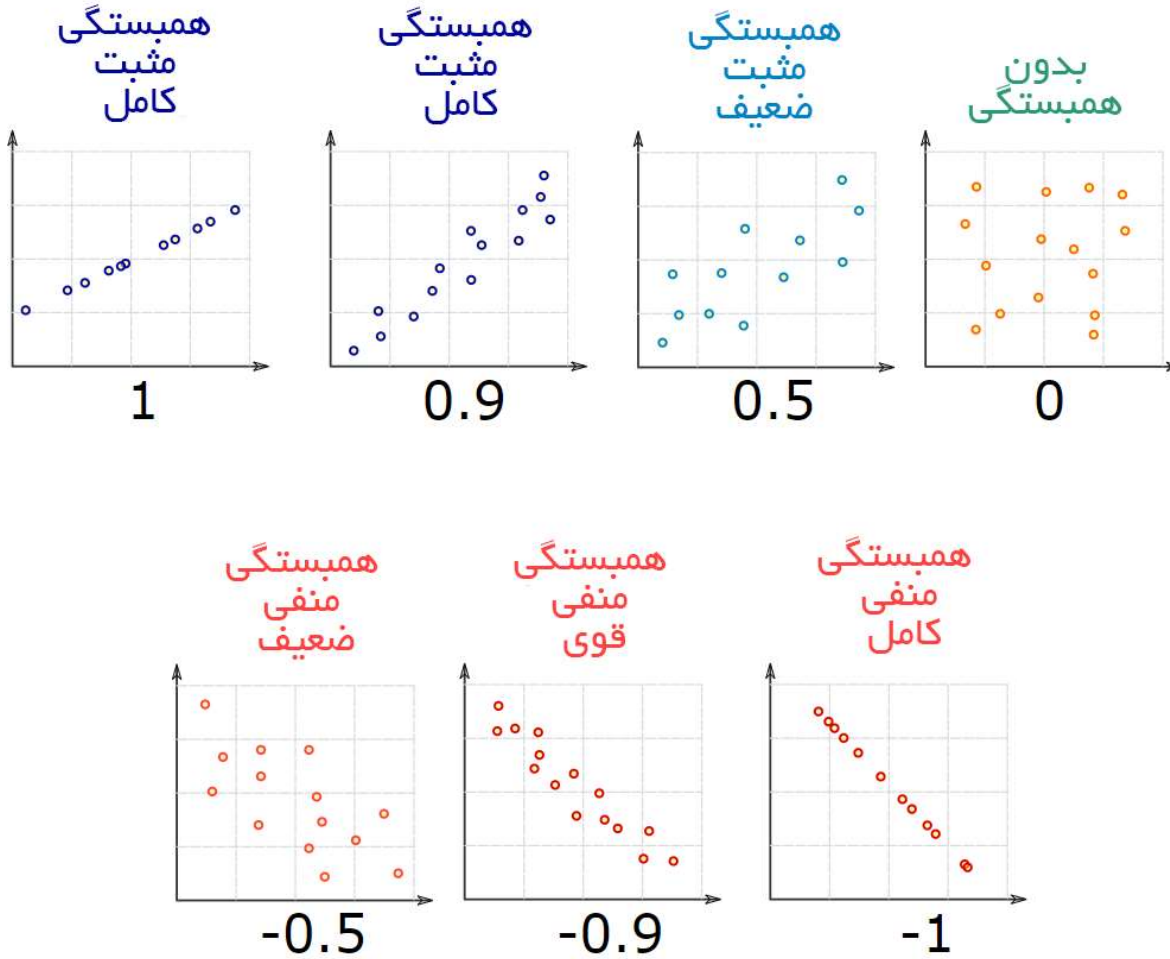 همبستگی
مثبت
کامل
همبستگی
مثبت
کامل
همبستگی
مثبت
ضعیف
بدون
همبستگی
1
0.9
0.5
0
همبستگی
منفی
ضعیف
همبستگی
منفی
قوی
همبستگی
منفی
کامل
-0.5
-0.9
-1